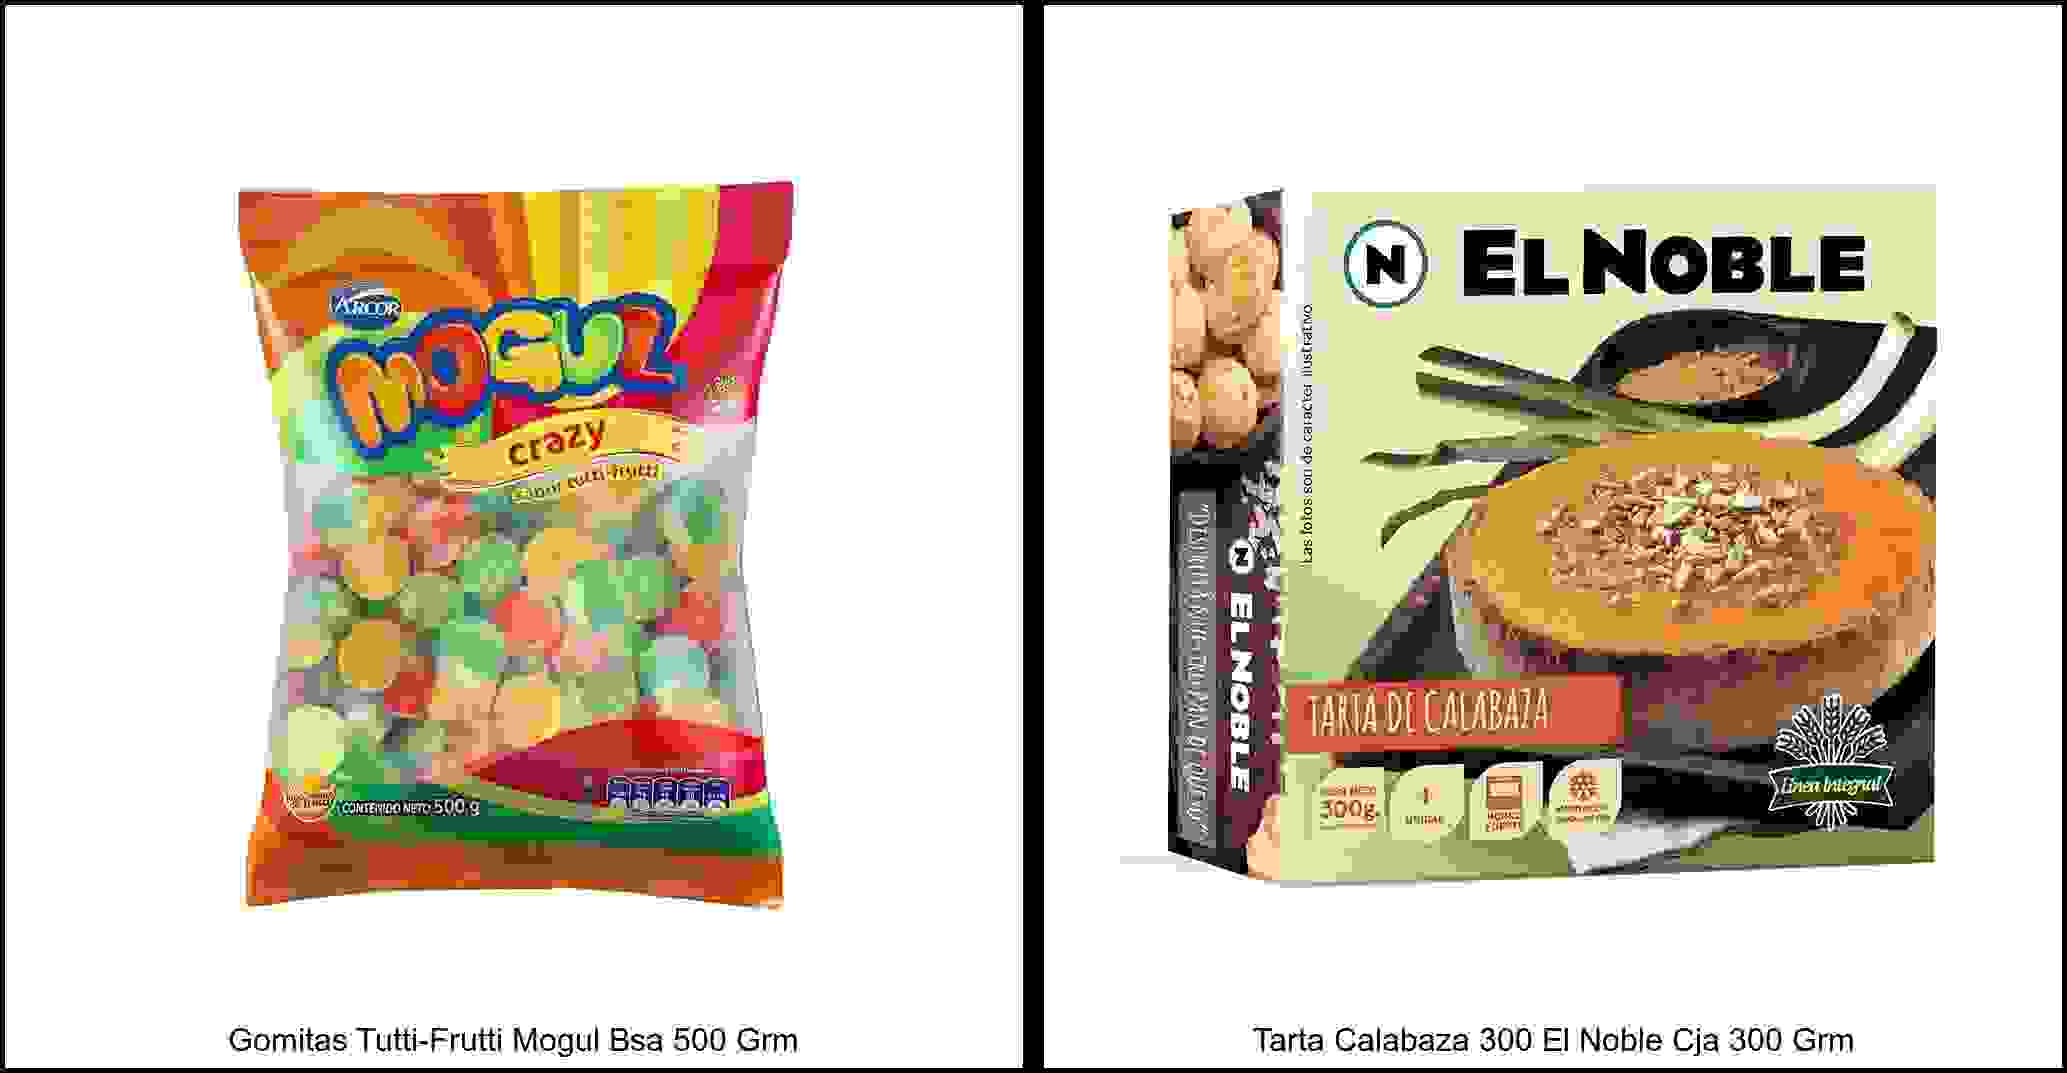 ARCOR
MOGUL
crazy
sabor tutti-frutti
CONTENIDO NETO 500 g
Gomitas Tutti-Frutti Mogul Bsa 500 Grm
N EL NOBLE
Las fotos son de caracter ilustrativo.
N EL NOBLE
TARTA DE CALABAZA
300g.
1
UNIDAD
Línea Integral
Tarta Calabaza 300 El Noble Cja 300 Grm